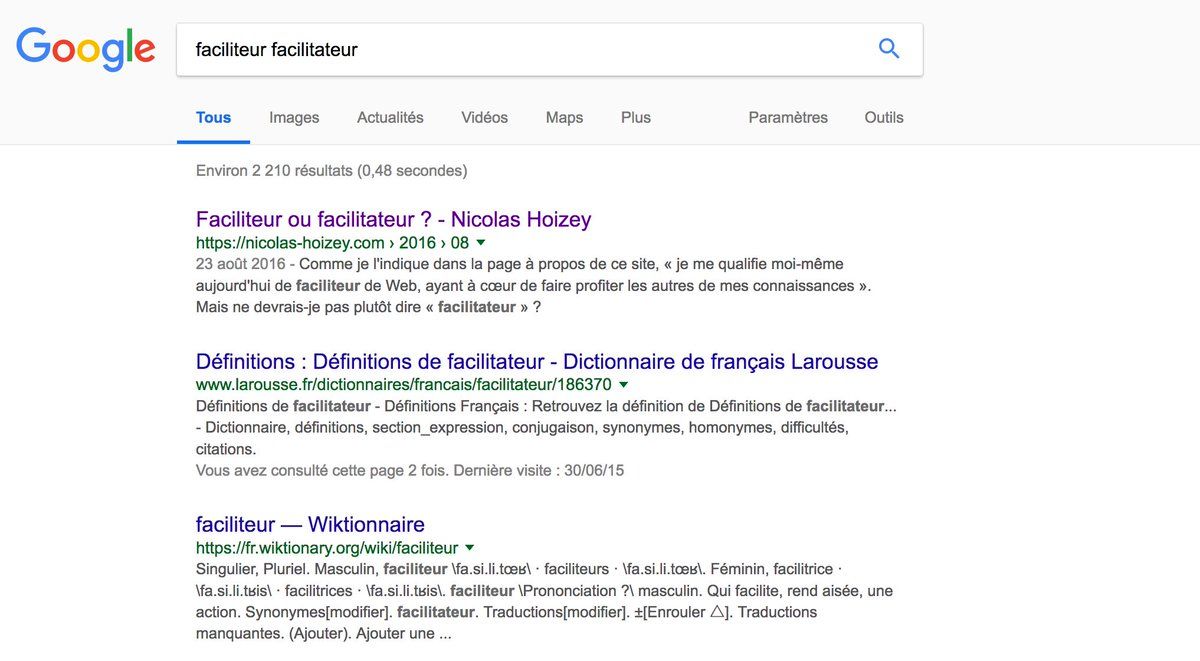 Google
faciliteur facilitateur
Tous Images Actualités Vidéos Maps Plus Paramètres Outils
Environ 2 210 résultats (0,48 secondes)
Faciliteur ou facilitateur ? - Nicolas Hoizey
https://nicolas-hoizey.com › 2016 › 08
23 août 2016 - Comme je l'indique dans la page à propos de ce site, « je me qualifie moi-même
aujourd'hui de faciliteur de Web, ayant à cœur de faire profiter les autres de mes connaissances ».
Mais ne devrais-je pas plutôt dire « facilitateur » ?
Définitions : Définitions de facilitateur - Dictionnaire de français Larousse
www.larousse.fr/dictionnaires/francais/facilitateur/186370
Définitions de facilitateur - Définitions Français : Retrouvez la définition de Définitions de facilitateur...
- Dictionnaire, définitions, section_expression, conjugaison, synonymes, homonymes, difficultés,
citations.
Vous avez consulté cette page 2 fois. Dernière visite : 30/06/15
faciliteur — Wiktionnaire
https://fr.wiktionary.org/wiki/faciliteur
Singulier, Pluriel. Masculin, faciliteur \fa.si.li.tœʁ\ · faciliteurs · \fa.si.li.tœʁ\. Féminin, facilitrice ·
\fa.si.li.tʁis\ · facilitrices · \fa.si.li.tʁis\. faciliteur \Prononciation ?\ masculin. Qui facilite, rend aisée, une
action. Synonymes[modifier]. facilitateur. Traductions[modifier]. ±[Enrouler △]. Traductions
manquantes. (Ajouter). Ajouter une ...